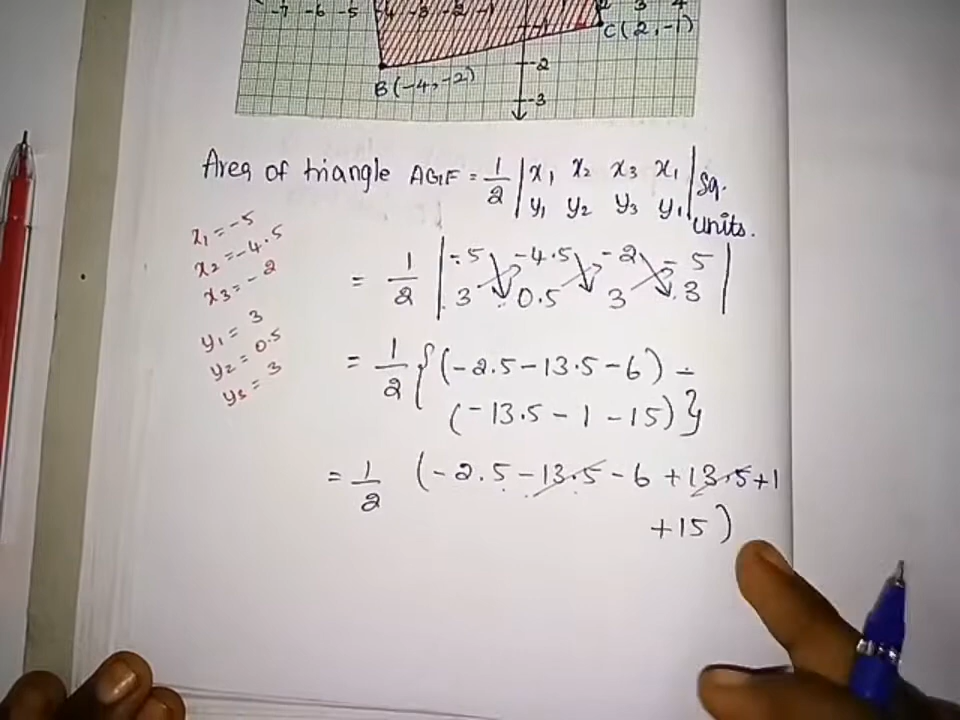 -7 -6 -5 -4 -3 -2 -1 2 3 4
-1
C(2,-1)
-2
B(-4,-2)
-3
Area of triangle AGF = 1/2 | x₁ x₂ x₃ x₁ | Sq.
y₁ y₂ y₃ y₁ units.
x₁ = -5
x₂ = -4.5
x₃ = -2
y₁ = 3
y₂ = 0.5
y₃ = 3
= 1/2 | -5 -4.5 -2 -5 |
3 0.5 3 3
= 1/2 { (-2.5 - 13.5 - 6) -
(-13.5 - 1 - 15) }
= 1/2 (-2.5 - 13.5 - 6 + 13.5 + 1
+15)